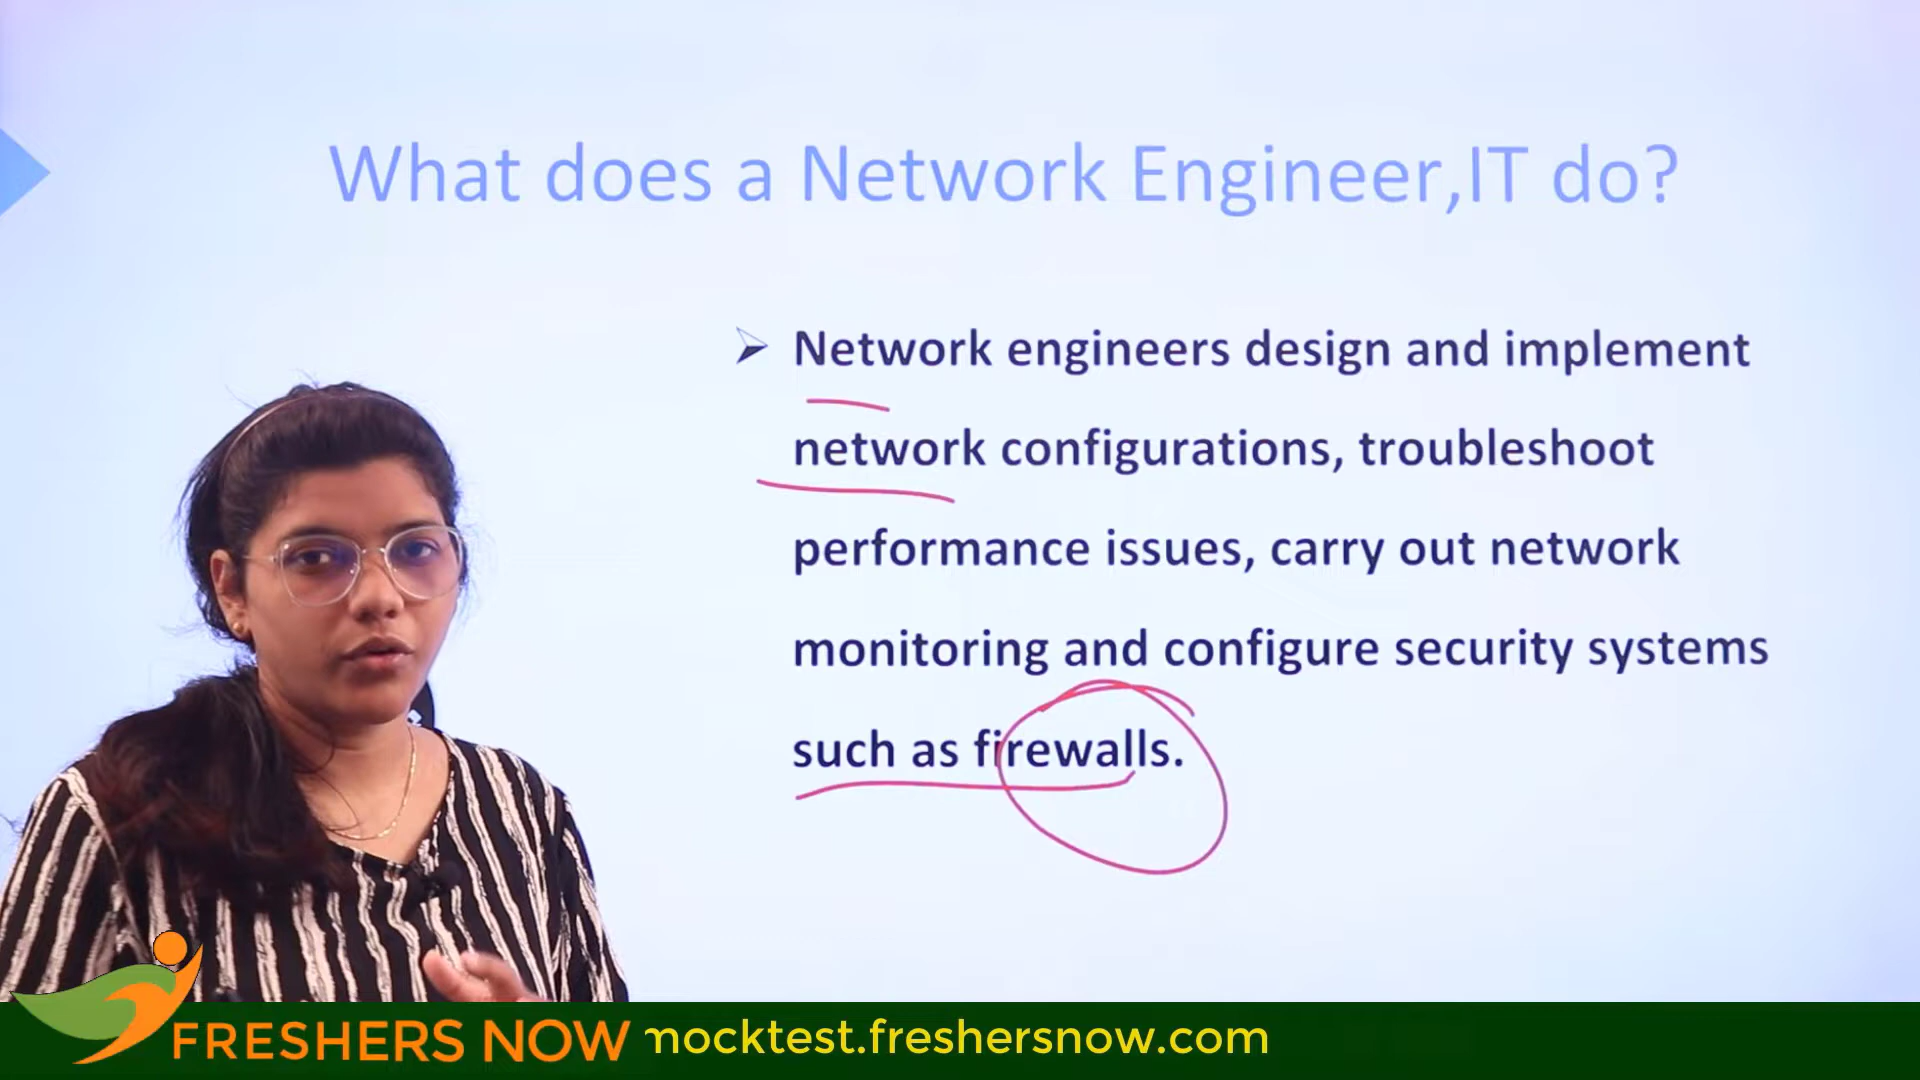 What does a Network Engineer,IT do?
➢ Network engineers design and implement
network configurations, troubleshoot
performance issues, carry out network
monitoring and configure security systems
such as firewalls.
FRESHERS NOW
mocktest.freshersnow.com